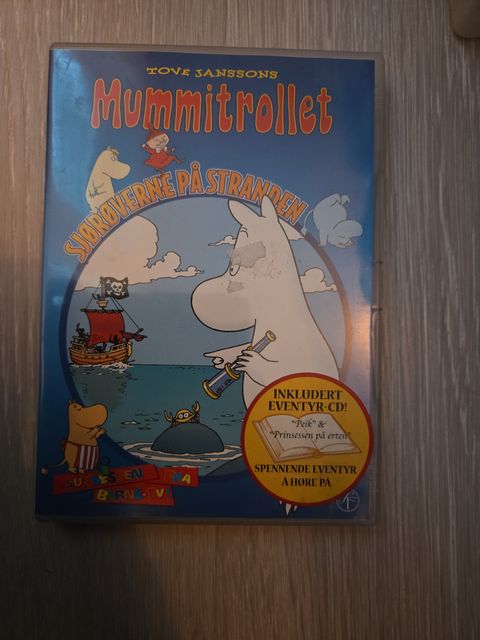 TOVE JANSSONS
Mummitrollet
SJØRØVERNE PÅ STRANDEN
INKLUDERT
EVENTYR-CD!
"Peik" &
"Prinsessen på erten"
SPENNENDE EVENTYR
Å HØRE PÅ
SUKSESSEN FRA
BARNE-TV
SF